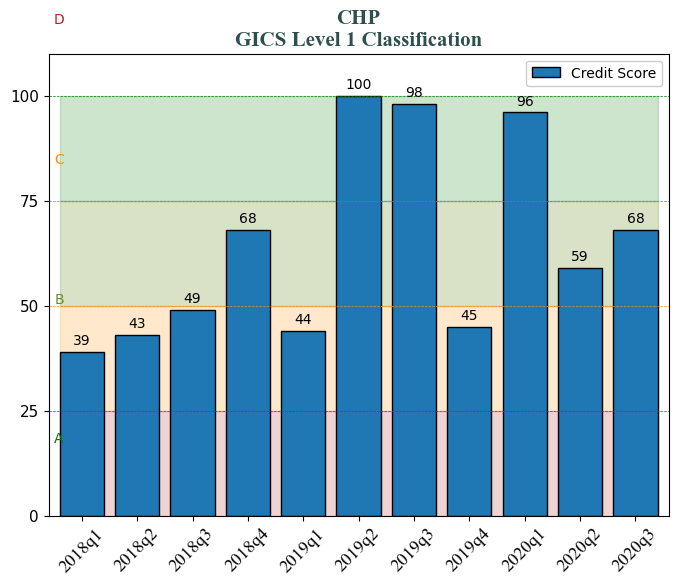 D
CHP
GICS Level 1 Classification
Credit Score
100
100
98
96
C
75
68
68
59
B
50
49
45
44
43
39
25
A
0
2018q1
2018q2
2018q3
2018q4
2019q1
2019q2
2019q3
2019q4
2020q1
2020q2
2020q3